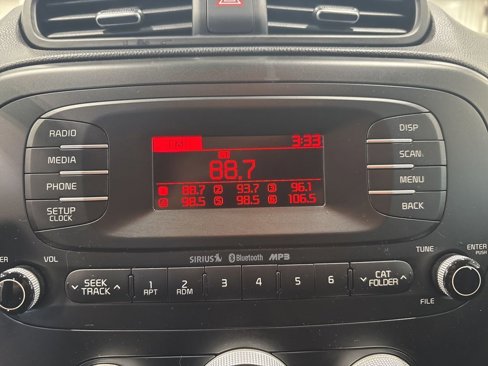 RADIO
MEDIA
PHONE
SETUP
CLOCK
3:33
88.7
1 88.7 2 93.7 3 96.1
4 98.5 5 98.5 6 106.5
DISP
SCAN
MENU
BACK
SIRIUS Bluetooth MP3
VOL
TUNE
ENTER
PUSH
SEEK
TRACK
1
RPT
2
RDM
3
4
5
6
CAT
FOLDER
FILE